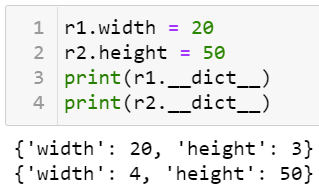 1 r1.width = 20
2 r2.height = 50
3 print(r1.__dict__)
4 print(r2.__dict__)
{'width': 20, 'height': 3}
{'width': 4, 'height': 50}